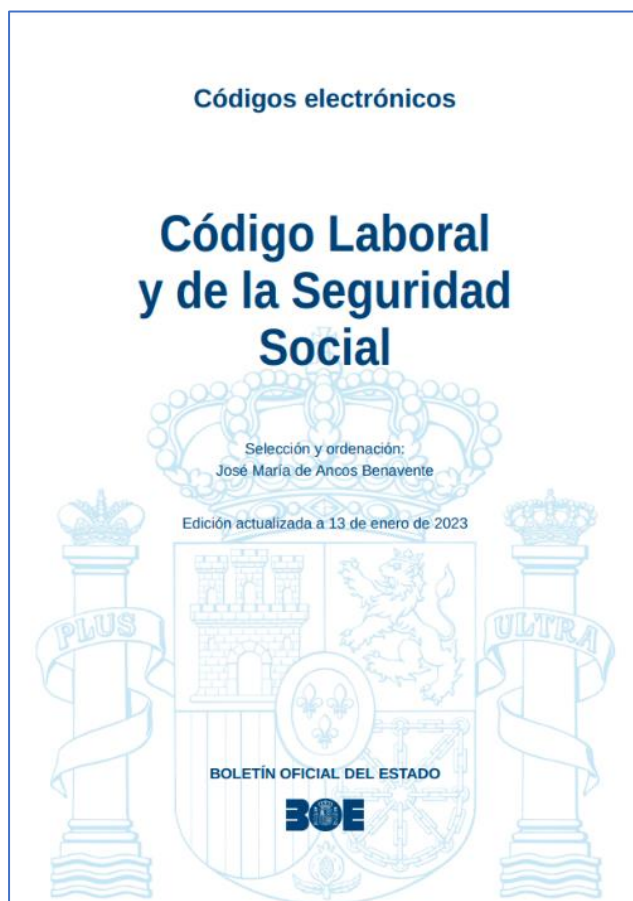 Códigos electrónicos
Código Laboral
y de la Seguridad
Social
Selección y ordenación:
José María de Ancos Benavente
Edición actualizada a 13 de enero de 2023
PLUS
ULTRA
BOLETÍN OFICIAL DEL ESTADO
BOE